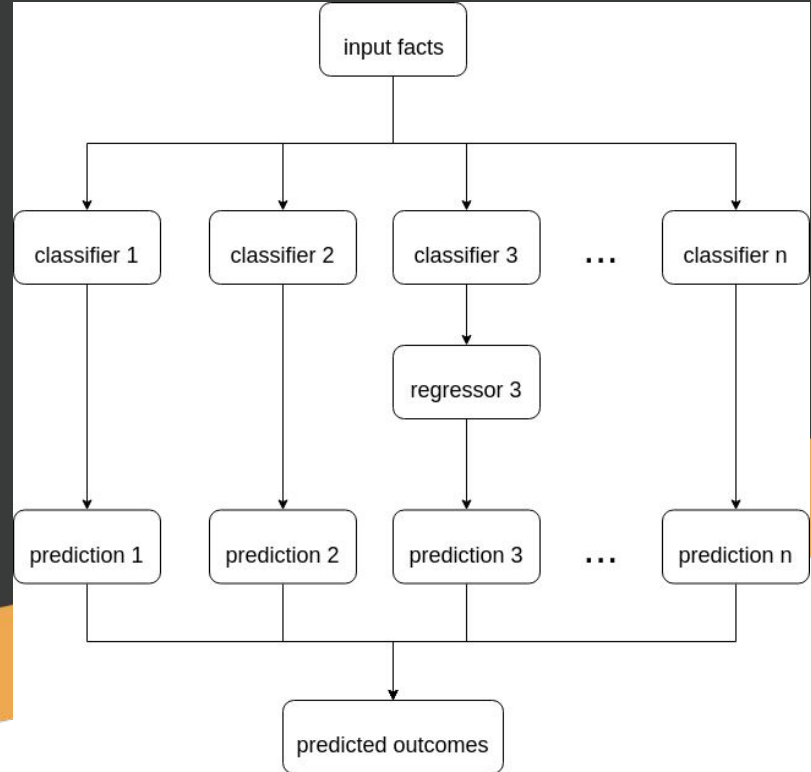 input facts
classifier 1
classifier 2
classifier 3
...
classifier n
regressor 3
prediction 1
prediction 2
prediction 3
...
prediction n
predicted outcomes